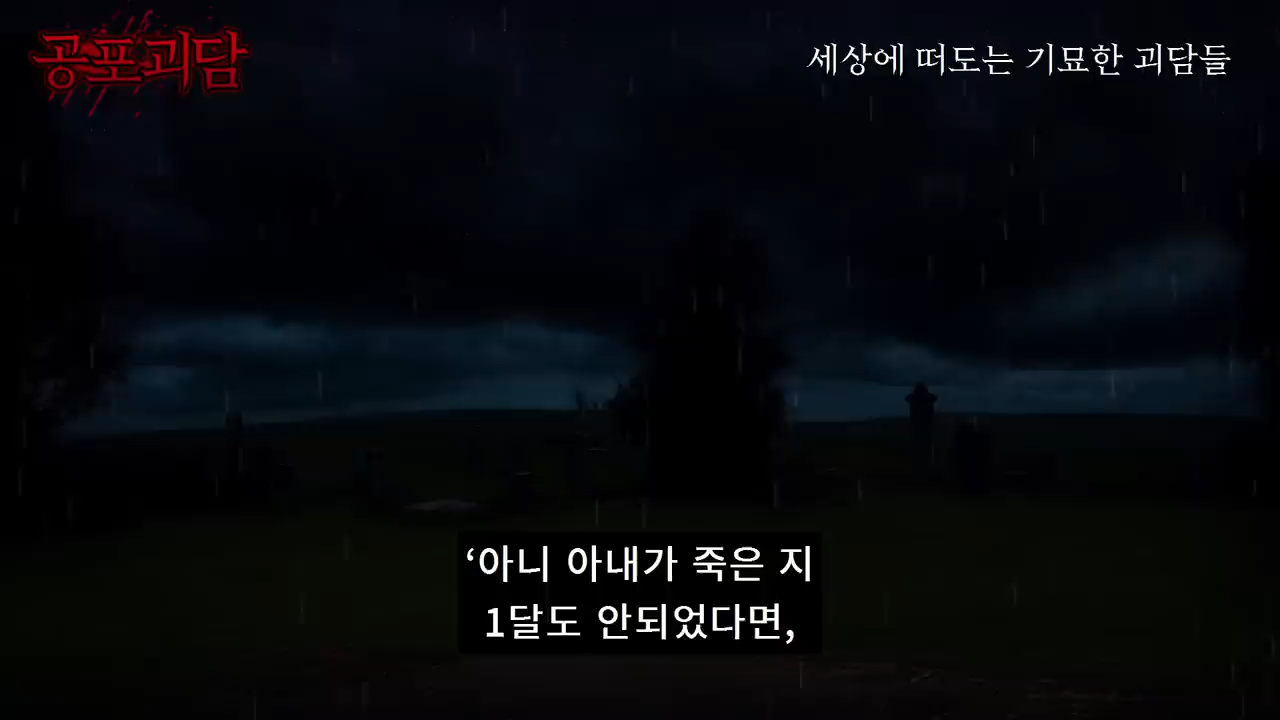 공포괴담
세상에 떠도는 기묘한 괴담들
‘아니 아내가 죽은 지
1달도 안되었다면,